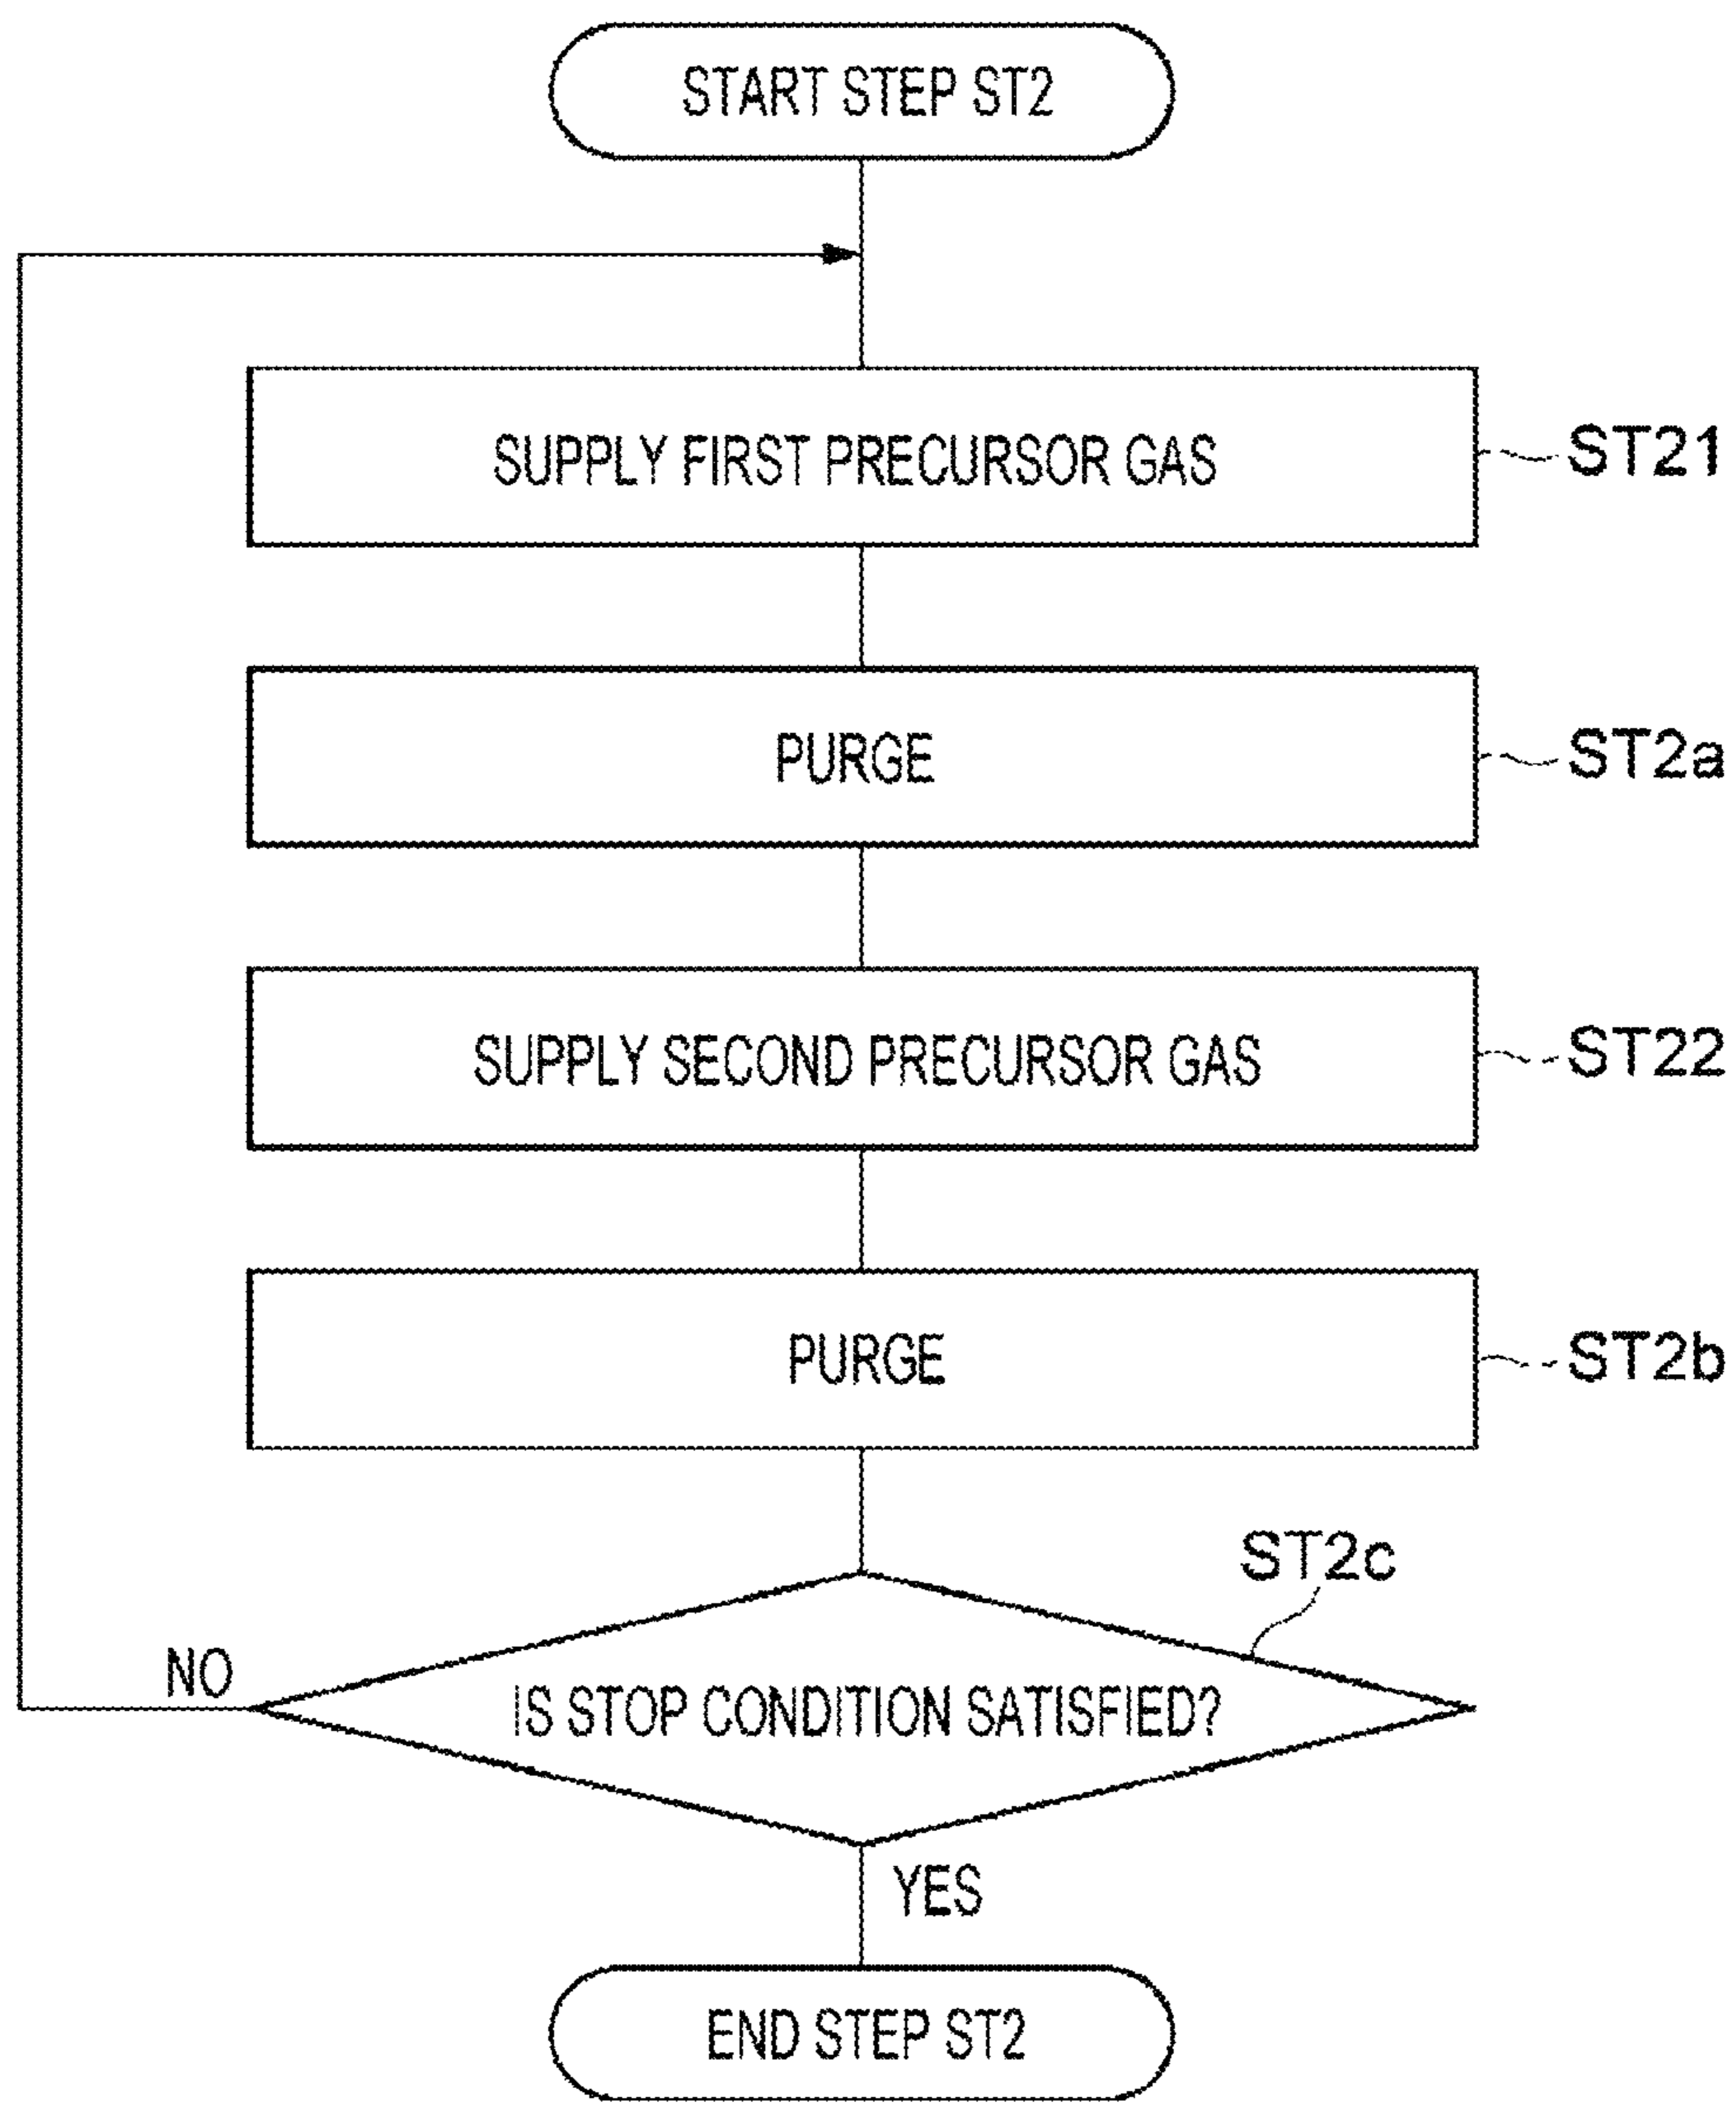 START STEP ST2
SUPPLY FIRST PRECURSOR GAS
ST21
PURGE
ST2a
SUPPLY SECOND PRECURSOR GAS
ST22
PURGE
ST2b
ST2c
NO
IS STOP CONDITION SATISFIED?
YES
END STEP ST2